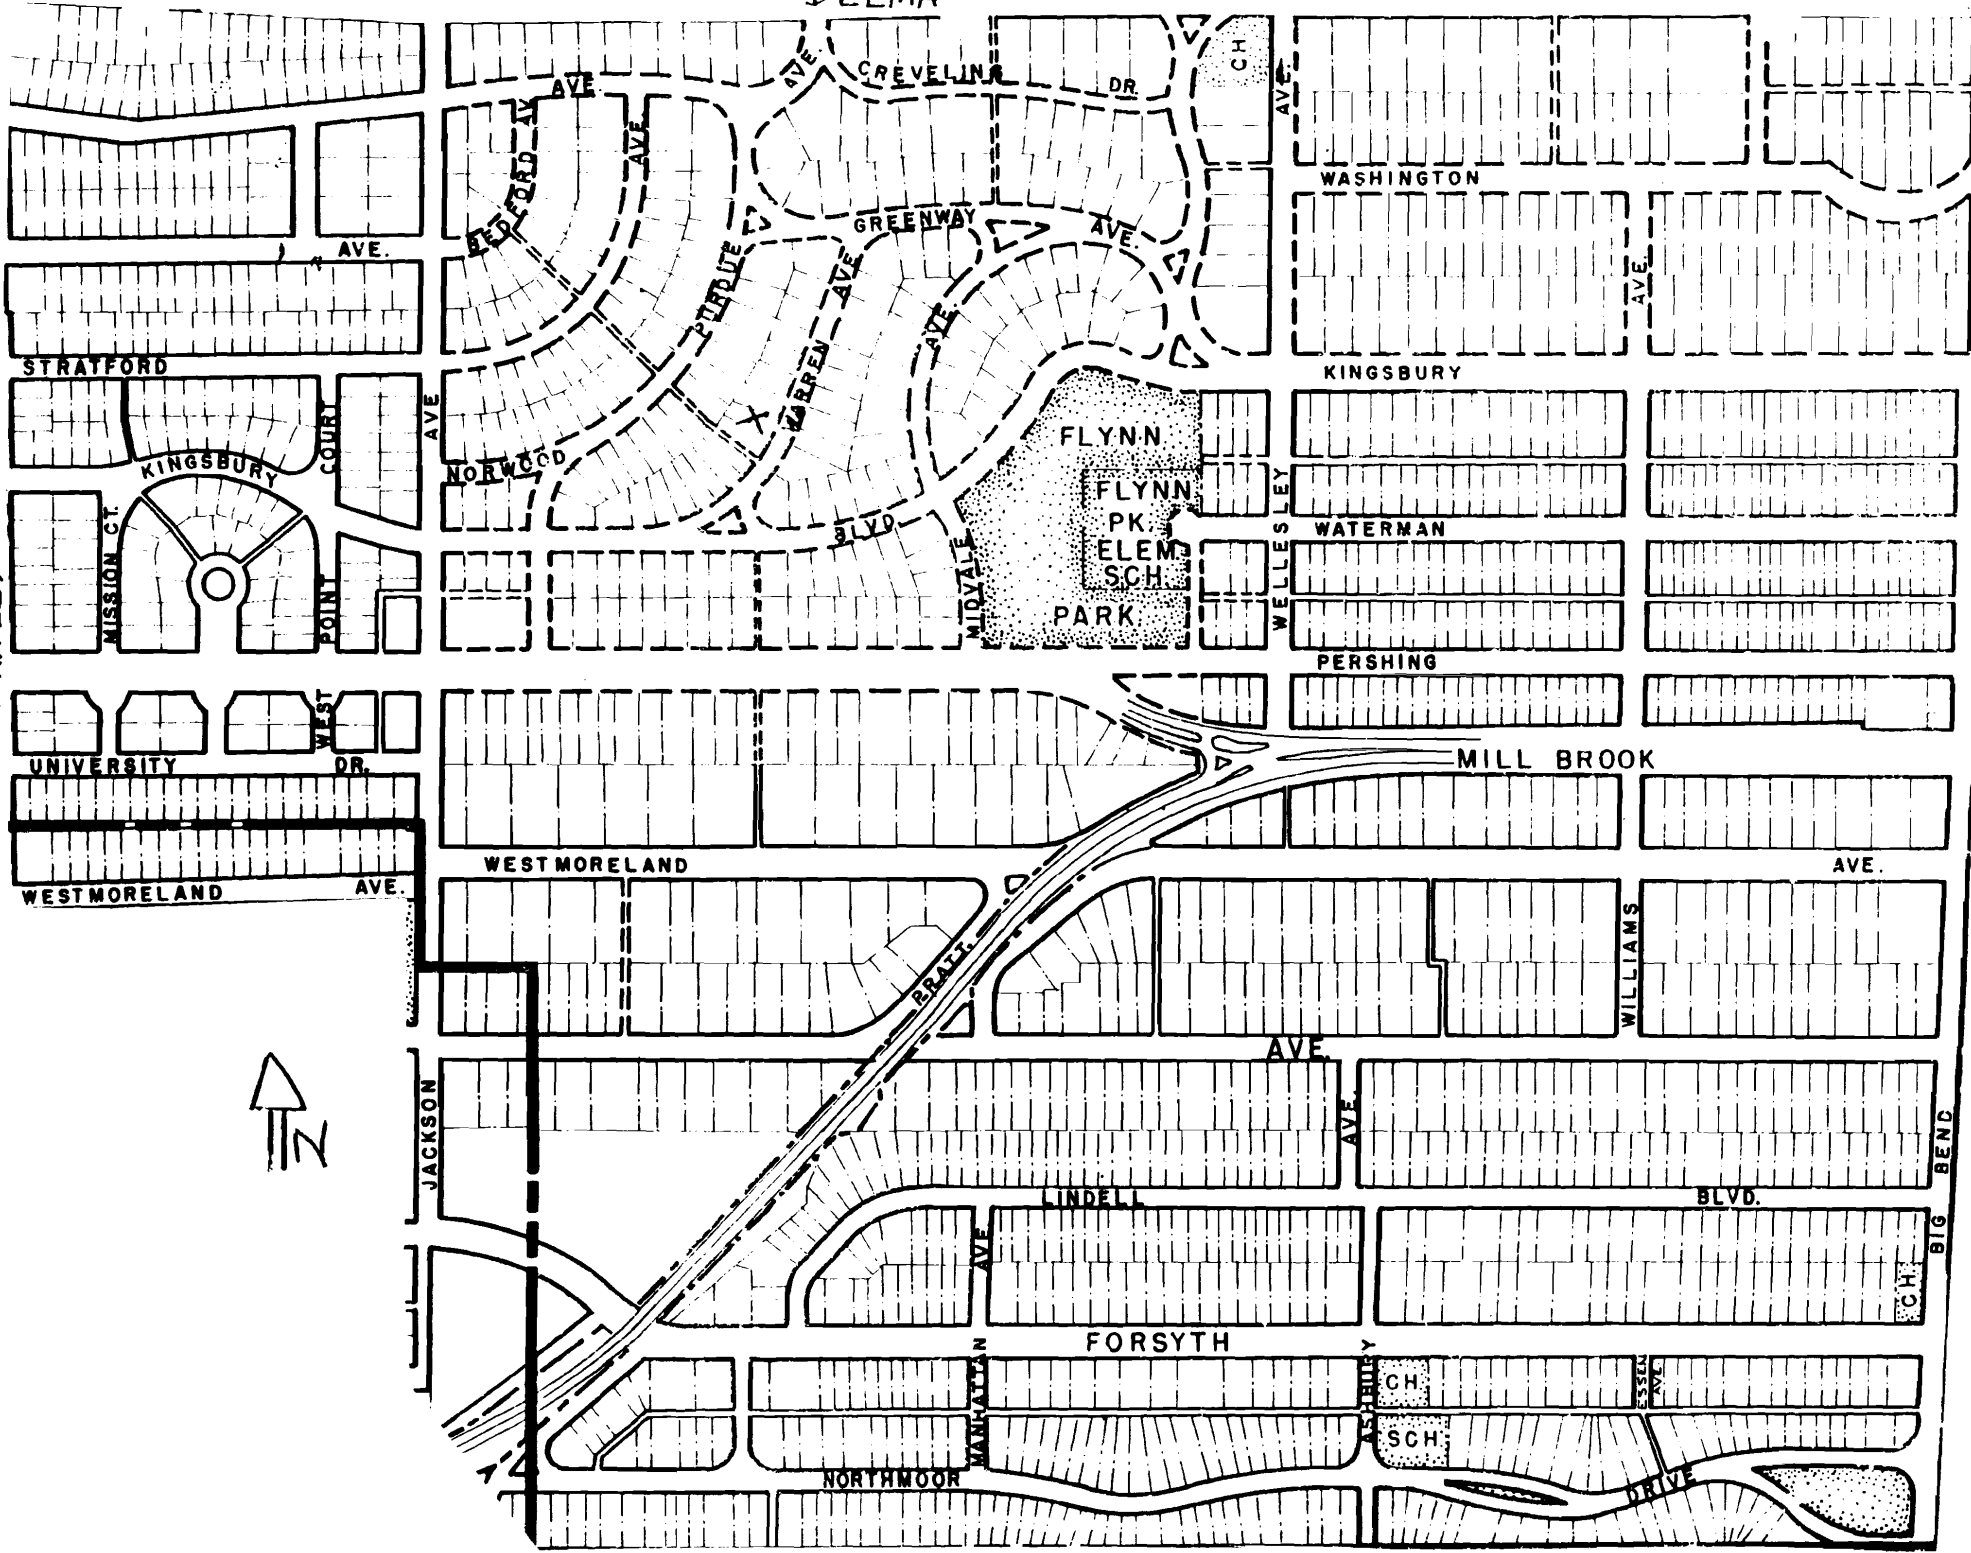 AVE.
CREVELING
DR.
CH
AVE.
AVE.
BEDFORD AV.
AVE.
WASHINGTON
GREENWAY
AVE.
AVE.
PURDUE
AVE
AVE.
AVE.
STRATFORD
KINGSBURY
COURT
AVE
WARREN
FLYNN
KINGSBURY
NORWOOD
FLYNN
PK.
ELEM.
SCH.
PARK
WELLESLEY
WATERMAN
MISSION CT.
BLVD
MIDVALE
POINT
PERSHING
WEST
UNIVERSITY
DR.
MILL BROOK
WESTMORELAND
AVE.
WESTMORELAND
AVE.
PRATT
WILLIAMS
AVE.
N
JACKSON
AVE.
BIG BEND
LINDELL
BLVD.
AVE
CH
FORSYTH
MANHATTAN
ASHBURY
CH
ESSEN
AVE
SCH
NORTHMOOR
DRIVE